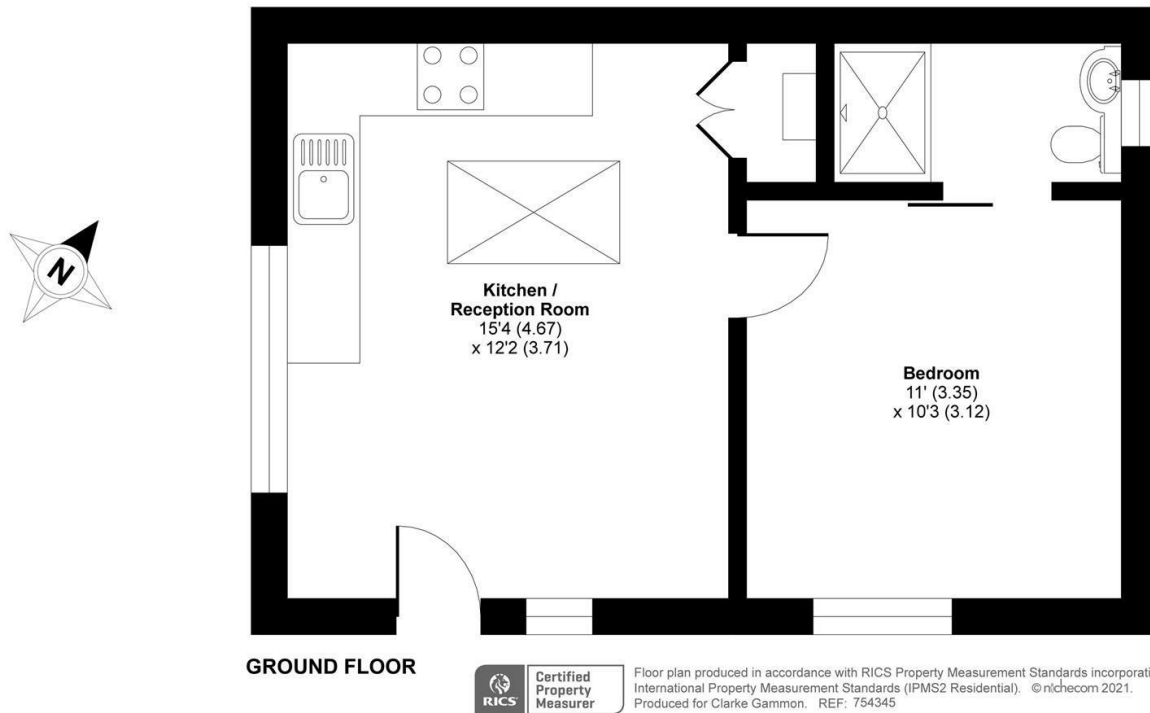 N
Kitchen /
Reception Room
15'4 (4.67)
x 12'2 (3.71)
Bedroom
11' (3.35)
x 10'3 (3.12)
GROUND FLOOR
RICS
Certified
Property
Measurer
Floor plan produced in accordance with RICS Property Measurement Standards incorporati
International Property Measurement Standards (IPMS2 Residential). © nichecom 2021.
Produced for Clarke Gammon. REF: 754345